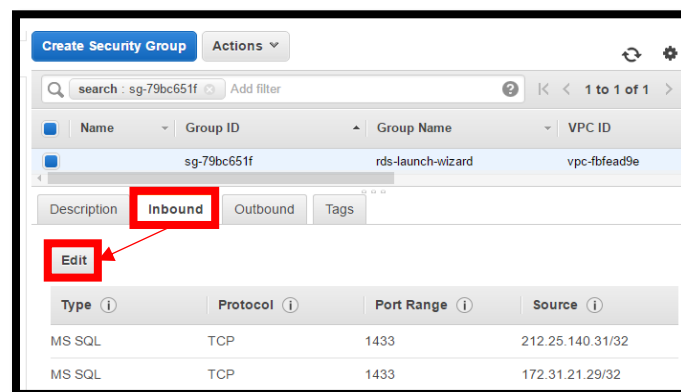 Create Security Group Actions
search : sg-79bc651f Add filter 1 to 1 of 1
Name Group ID Group Name VPC ID
sg-79bc651f rds-launch-wizard vpc-fbfead9e
Description Inbound Outbound Tags
Edit
Type Protocol Port Range Source
MS SQL TCP 1433 212.25.140.31/32
MS SQL TCP 1433 172.31.21.29/32